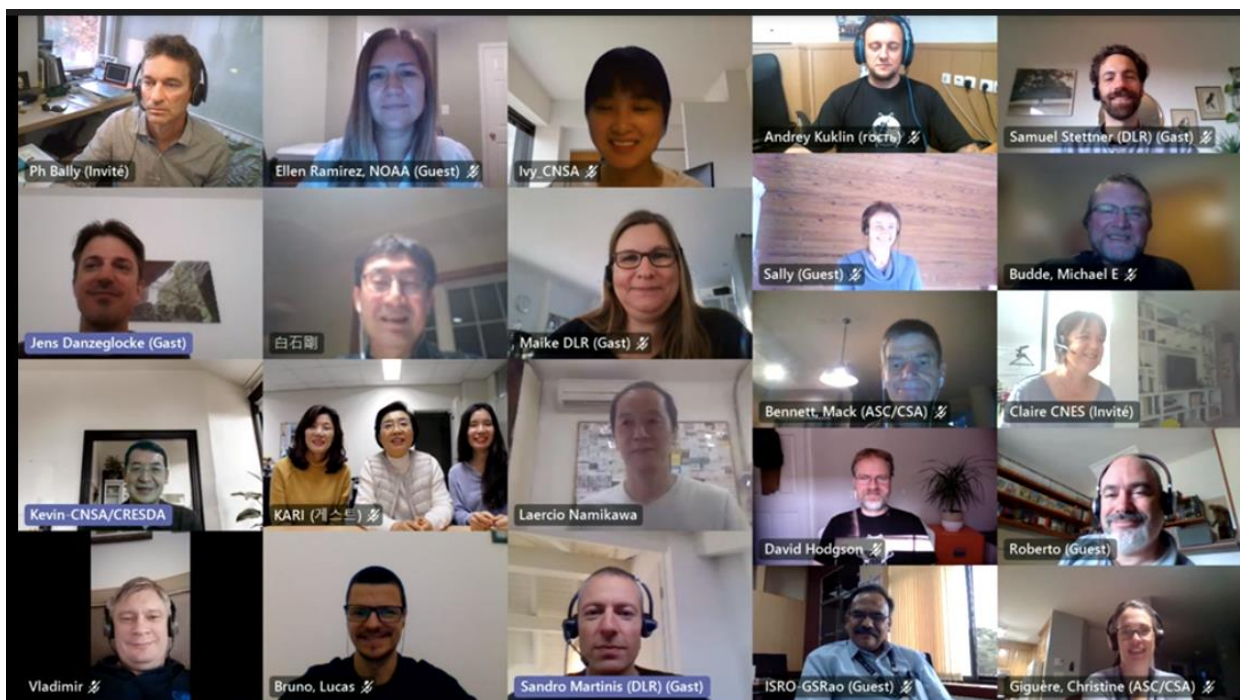 Ph Bally (Invité)
Ellen Ramirez, NOAA (Guest)
Ivy_CNSA
Andrey Kuklin (гость)
Samuel Stettner (DLR) (Gast)
Sally (Guest)
Budde, Michael E
Jens Danzeglocke (Gast)
白石剛
Maike DLR (Gast)
Bennett, Mack (ASC/CSA)
Claire CNES (Invité)
Kevin-CNSA/CRESDA
KARI (게스트)
Laercio Namikawa
David Hodgson
Roberto (Guest)
Vladimir
Bruno, Lucas
Sandro Martinis (DLR) (Gast)
ISRO-GSRao (Guest)
Giguère, Christine (ASC/CSA)